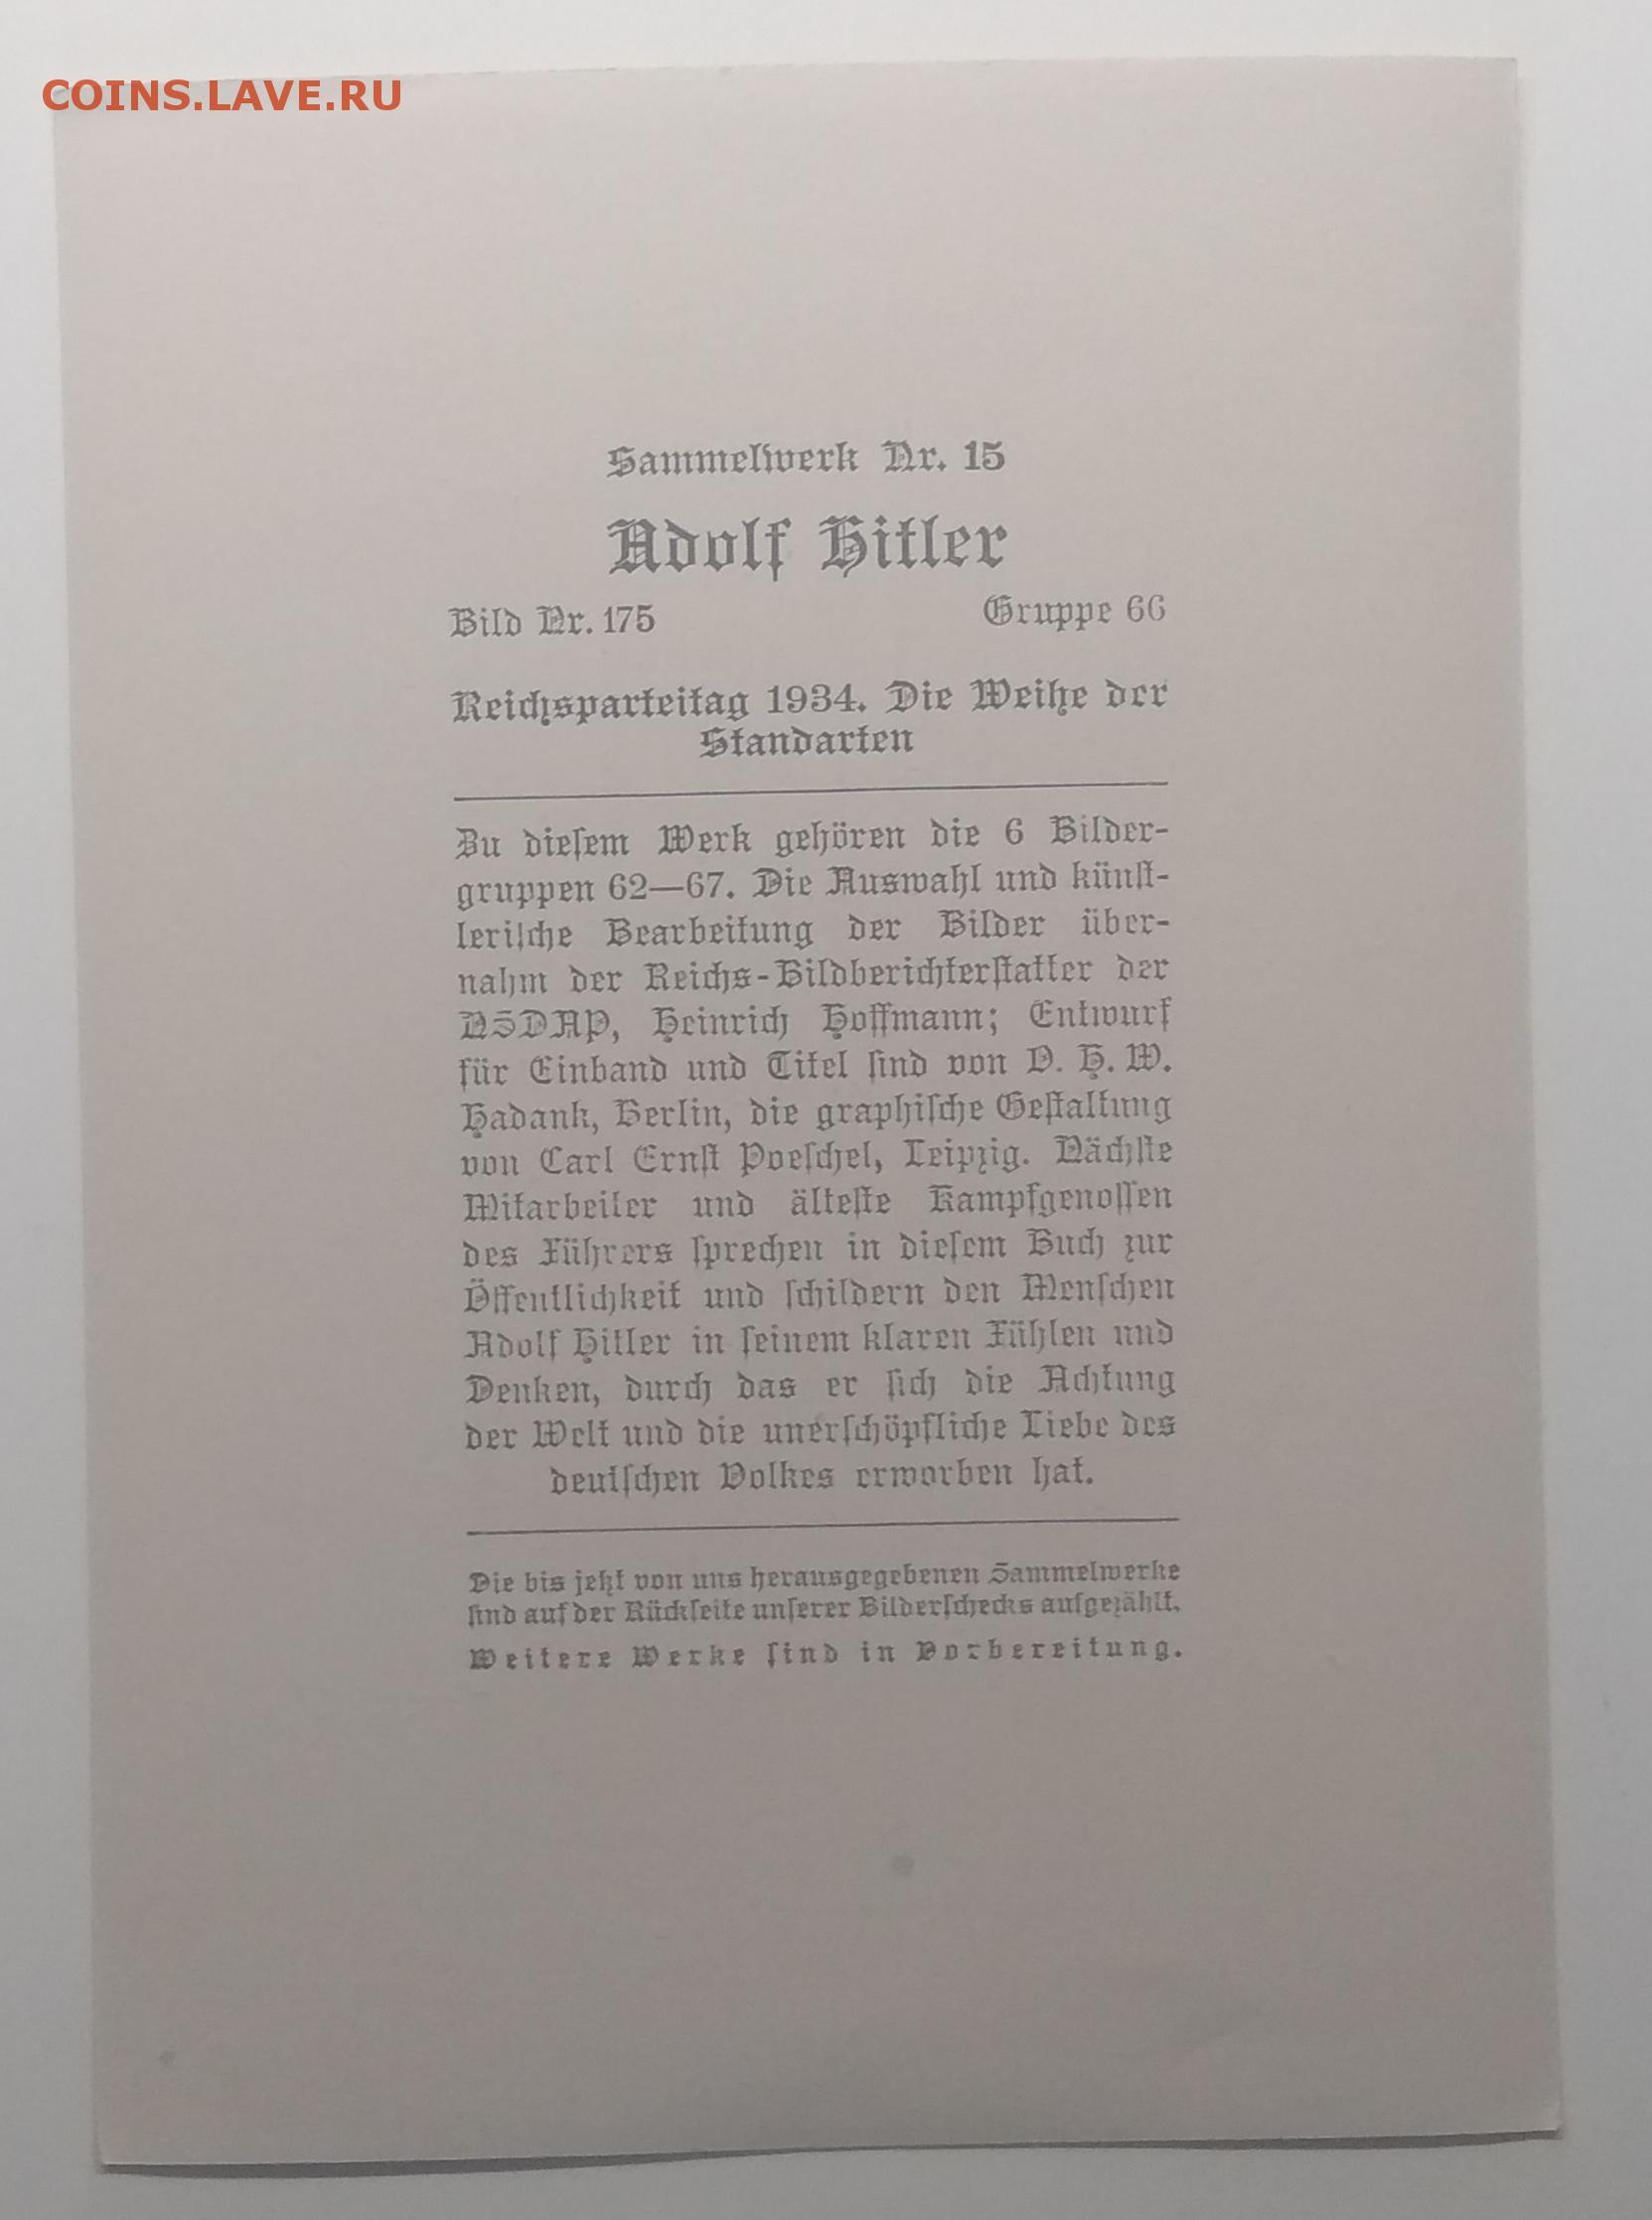 COINS.LAVE.RU
Sammelwerk Nr. 15
Adolf Hitler
Bild Nr. 175 Gruppe 66
Reichsparteitag 1934. Die Weihe der
Standarten
Zu dieſem Werk gehören die 6 Bilder-
gruppen 62—67. Die Auswahl und künſt-
leriſche Bearbeitung der Bilder über-
nahm der Reichs-Bildberichterſtatter der
NSDAP, Heinrich Hoffmann; Entwurf
für Einband und Titel ſind von O. H. W.
Hadank, Berlin, die graphiſche Geſtaltung
von Carl Ernſt Poeſchel, Leipzig. Nächſte
Mitarbeiter und älteſte Kampfgenoſſen
des Führers ſprechen in dieſem Buch zur
Öffentlichkeit und ſchildern den Menſchen
Adolf Hitler in ſeinem klaren Fühlen und
Denken, durch das er ſich die Achtung
der Welt und die unerſchöpfliche Liebe des
deutſchen Volkes erworben hat.
Die bis jetzt von uns herausgegebenen Sammelwerke
ſind auf der Rückſeite unſerer Bilderſchecks aufgezählt.
Weitere Werke ſind in Vorbereitung.